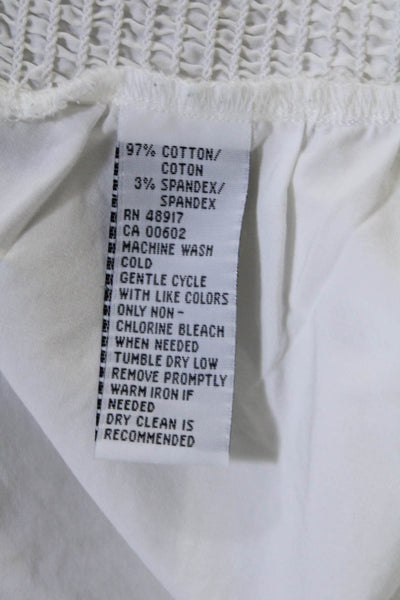 97% COTTON/
COTON
3% SPANDEX/
SPANDEX
RN 48917
CA 00602
MACHINE WASH
COLD
GENTLE CYCLE
WITH LIKE COLORS
ONLY NON-
CHLORINE BLEACH
WHEN NEEDED
TUMBLE DRY LOW
REMOVE PROMPTLY
WARM IRON IF
NEEDED
DRY CLEAN IS
RECOMMENDED